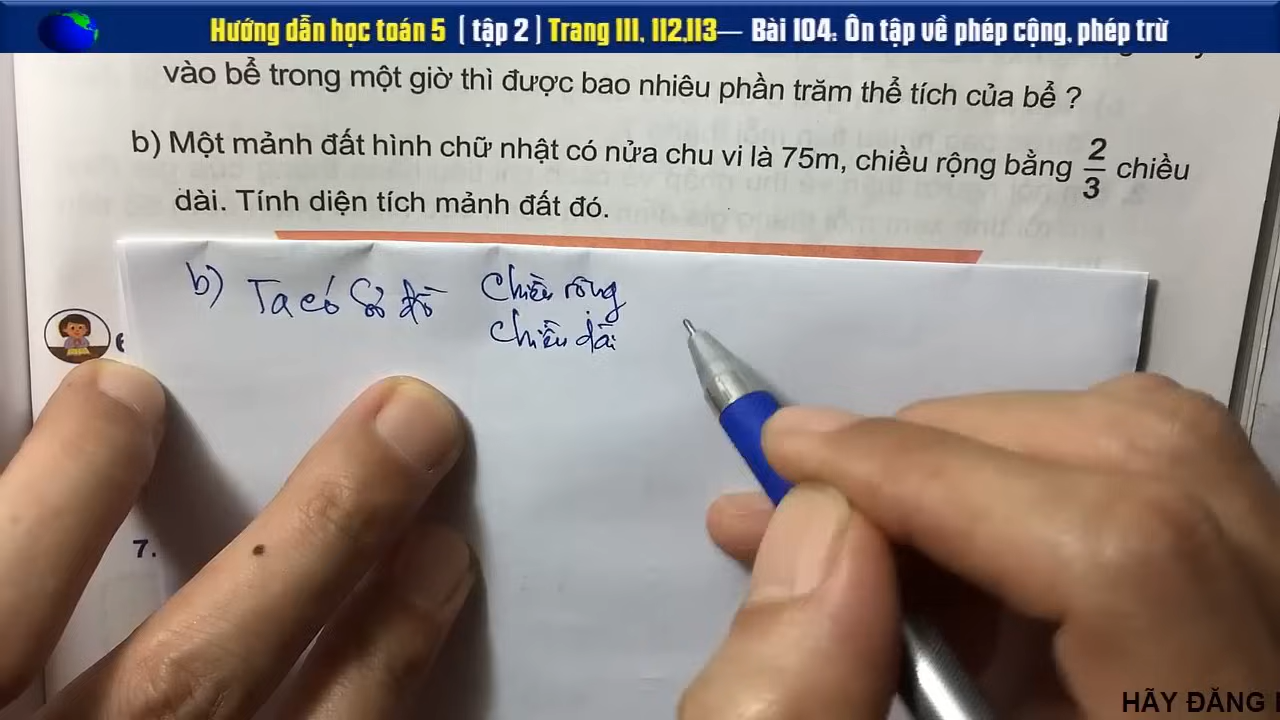 Hướng dẫn học toán 5 ( tập 2 ) Trang 111, 112,113— Bài 104: Ôn tập về phép cộng, phép trừ
vào bể trong một giờ thì được bao nhiêu phần trăm thể tích của bể ?
b) Một mảnh đất hình chữ nhật có nửa chu vi là 75m, chiều rộng bằng 2/3 chiều
dài. Tính diện tích mảnh đất đó.
b) Ta có sơ đồ chiều rộng
chiều dài
7.
HÃY ĐĂNG